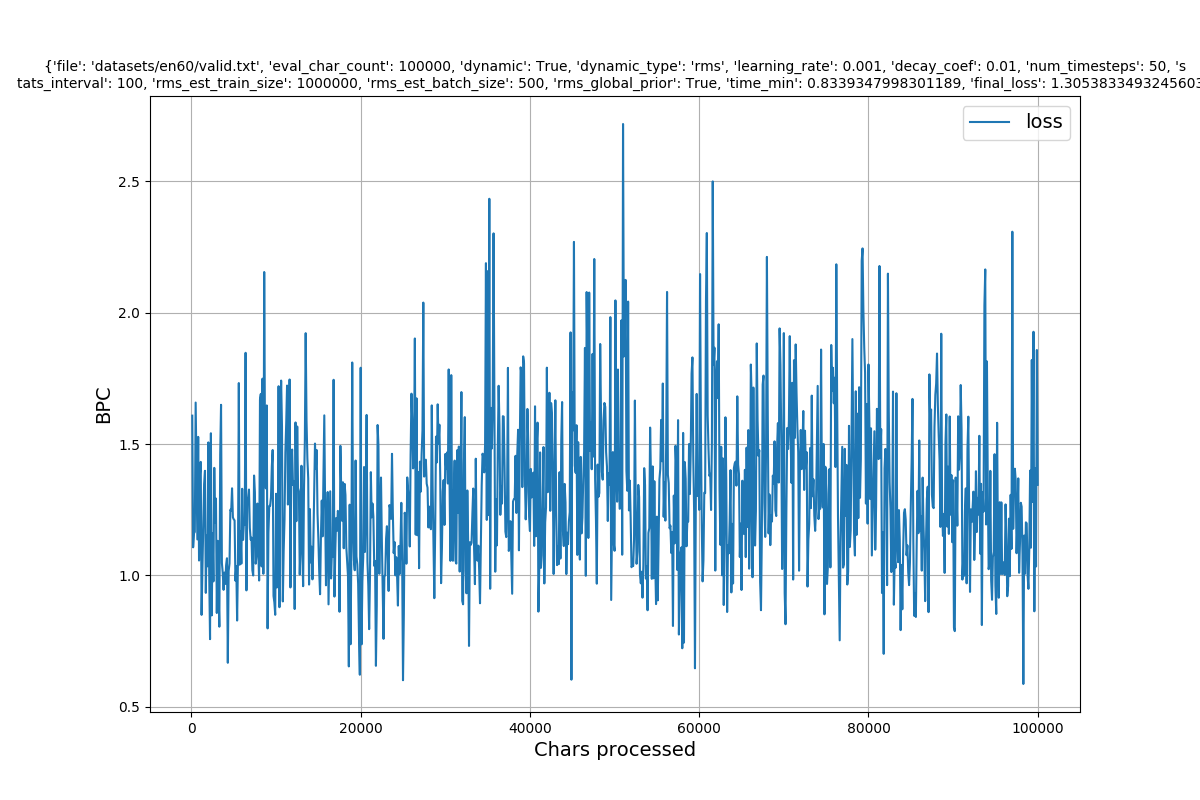 {'file': 'datasets/en60/valid.txt', 'eval_char_count': 100000, 'dynamic': True, 'dynamic_type': 'rms', 'learning_rate': 0.001, 'decay_coef': 0.01, 'num_timesteps': 50, 's
tats_interval': 100, 'rms_est_train_size': 1000000, 'rms_est_batch_size': 500, 'rms_global_prior': True, 'time_min': 0.8339347998301189, 'final_loss': 1.3053833493245603
loss
2.5
2.0
1.5
1.0
0.5
BPC
0 20000 40000 60000 80000 100000
Chars processed